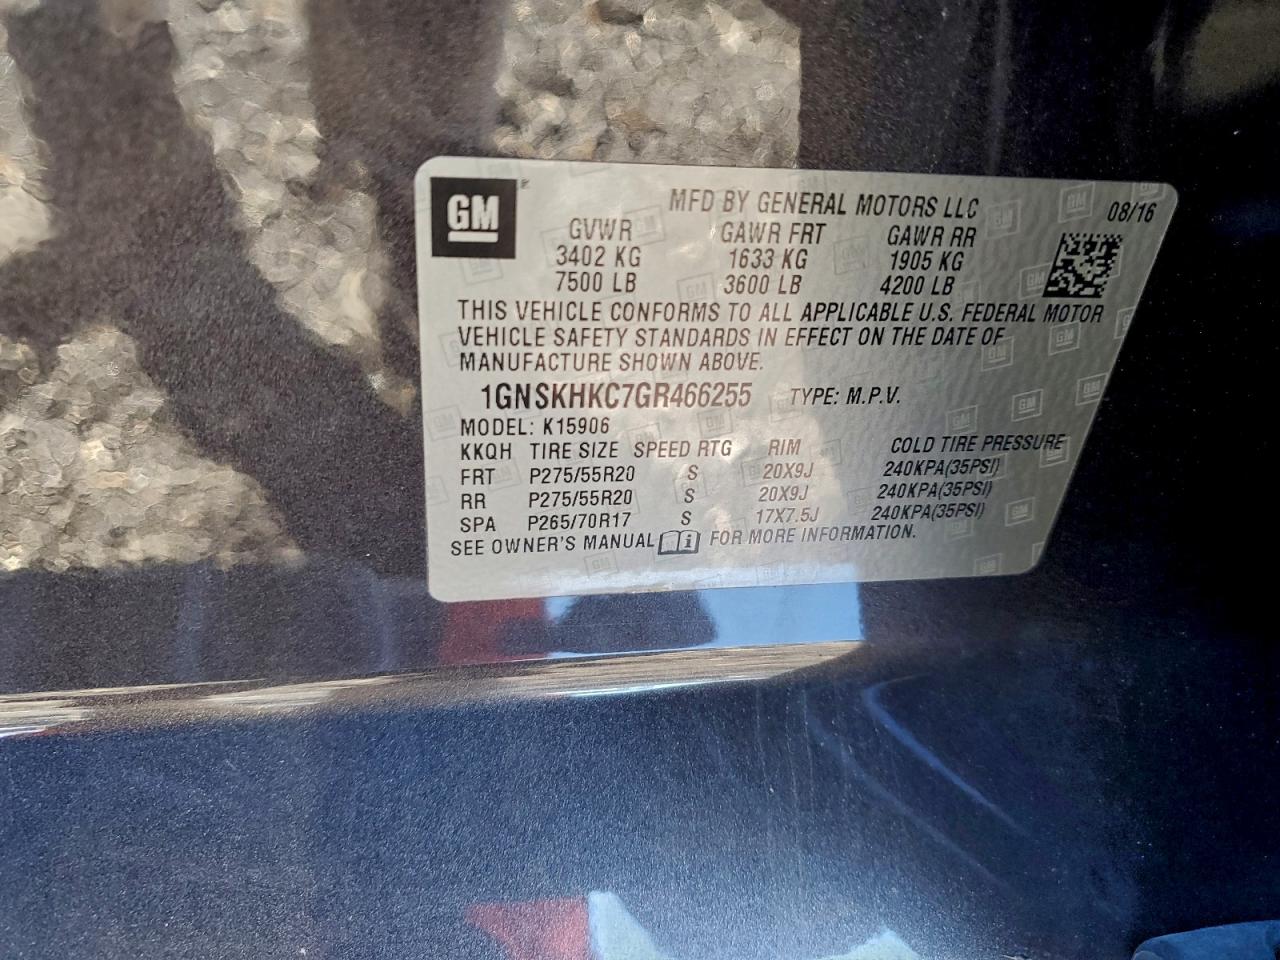 GM
MFD BY GENERAL MOTORS LLC 08/16
GVWR GAWR FRT GAWR RR
3402 KG 1633 KG 1905 KG
7500 LB 3600 LB 4200 LB
THIS VEHICLE CONFORMS TO ALL APPLICABLE U.S. FEDERAL MOTOR
VEHICLE SAFETY STANDARDS IN EFFECT ON THE DATE OF
MANUFACTURE SHOWN ABOVE.
1GNSKHKC7GR466255 TYPE: M.P.V.
MODEL: K15906
KKQH TIRE SIZE SPEED RTG RIM COLD TIRE PRESSURE
FRT P275/55R20 S 20X9J 240KPA(35PSI)
RR P275/55R20 S 20X9J 240KPA(35PSI)
SPA P265/70R17 S 17X7.5J 240KPA(35PSI)
SEE OWNER'S MANUAL i FOR MORE INFORMATION.